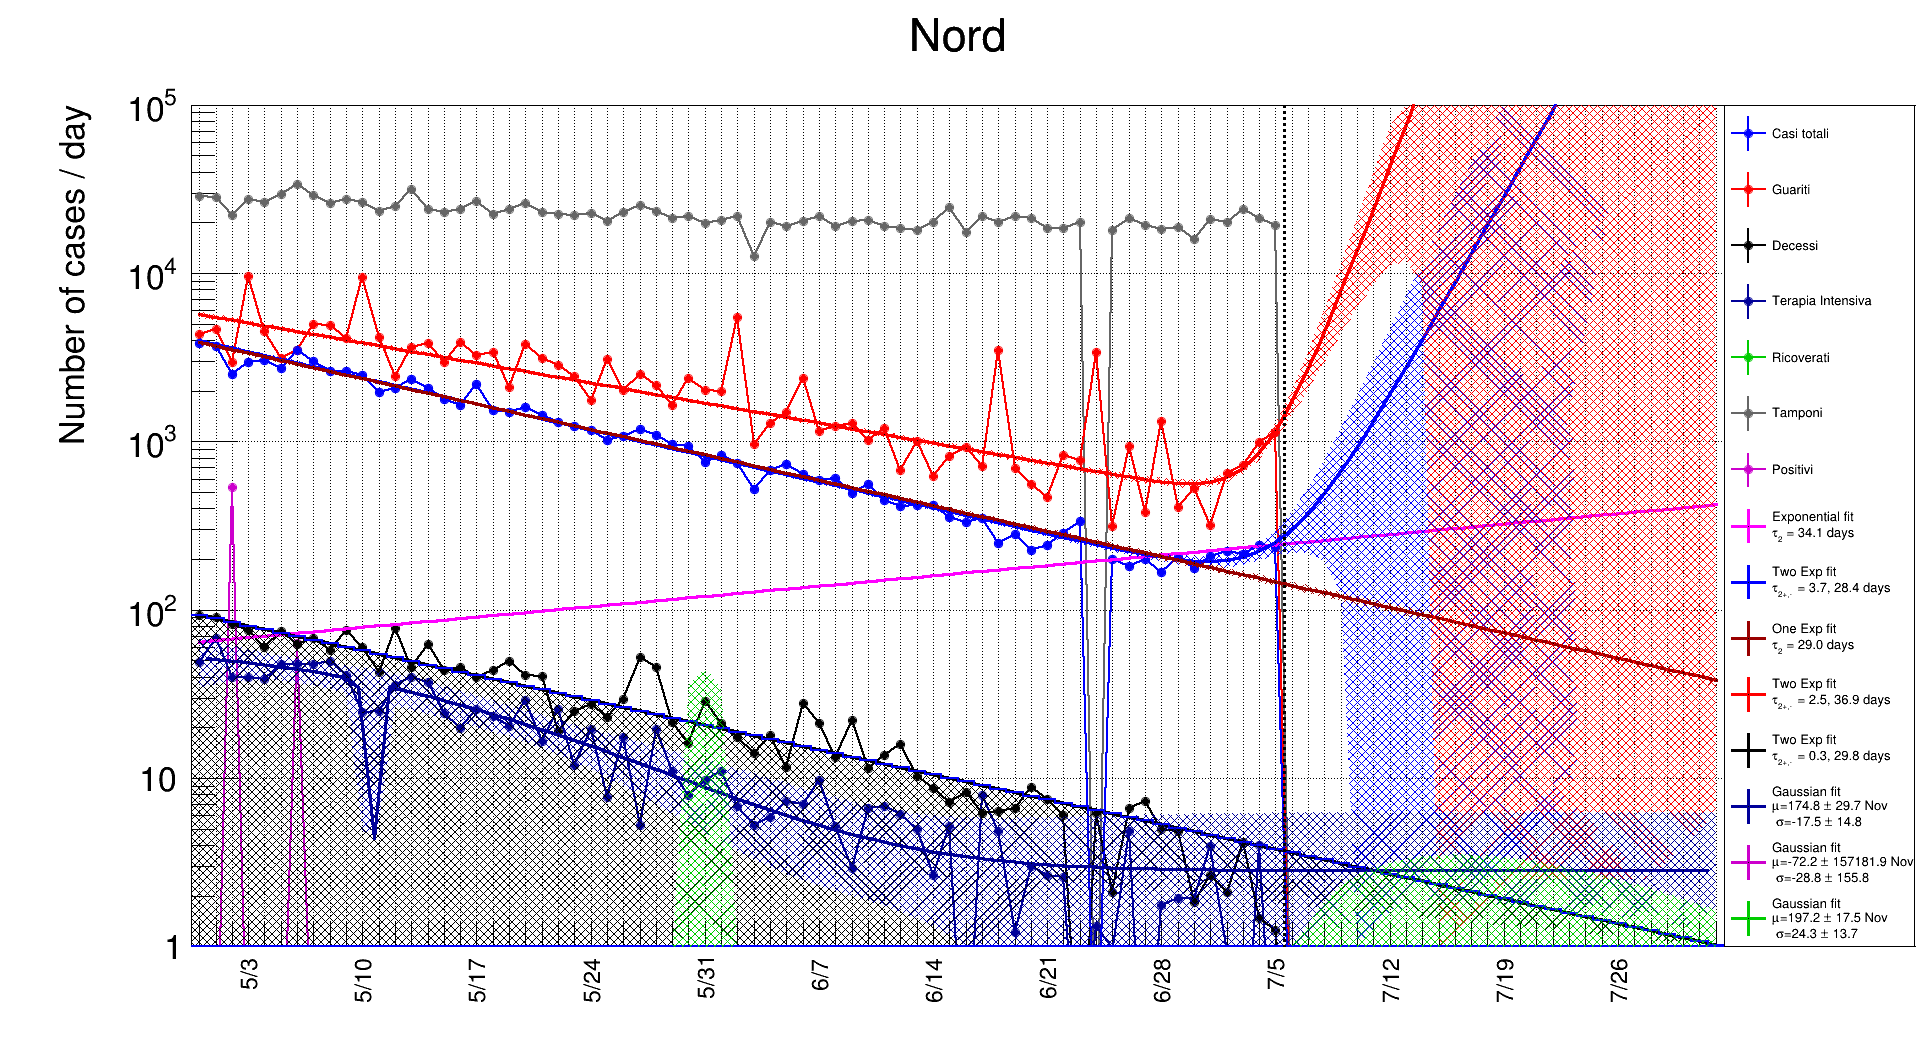 Nord
Number of cases / day
10^5
10^4
10^3
10^2
10
1
5/3
5/10
5/17
5/24
5/31
6/7
6/14
6/21
6/28
7/5
7/12
7/19
7/26
Casi totali
Guariti
Decessi
Terapia Intensiva
Ricoverati
Tamponi
Positivi
Exponential fit
τ₂ = 34.1 days
Two Exp fit
τ₂₊,₋ = 3.7, 28.4 days
One Exp fit
τ₂ = 29.0 days
Two Exp fit
τ₂₊,₋ = 2.5, 36.9 days
Two Exp fit
τ₂₊,₋ = 0.3, 29.8 days
Gaussian fit
μ=174.8 ± 29.7 Nov
σ=-17.5 ± 14.8
Gaussian fit
μ=-72.2 ± 157181.9 Nov
σ=-28.8 ± 155.8
Gaussian fit
μ=197.2 ± 17.5 Nov
σ=24.3 ± 13.7